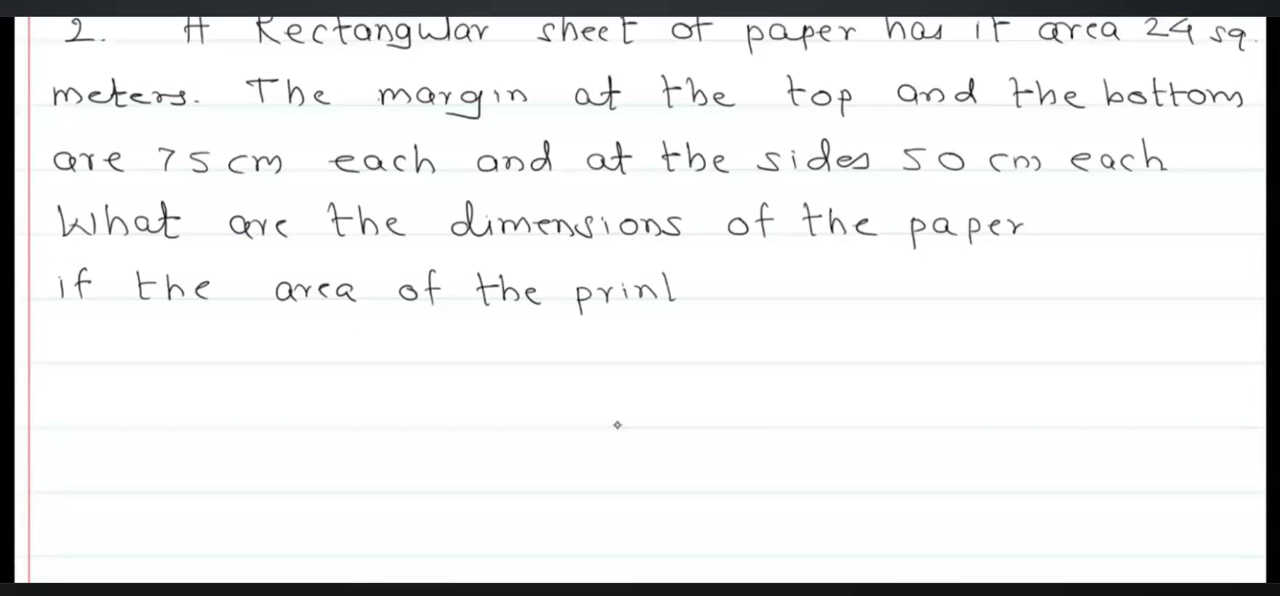 2. A Rectangular sheet of paper has it area 24 sq.
meters. The margin at the top and the bottom
are 75 cm each and at the sides 50 cm each
What are the dimensions of the paper
if the area of the prin